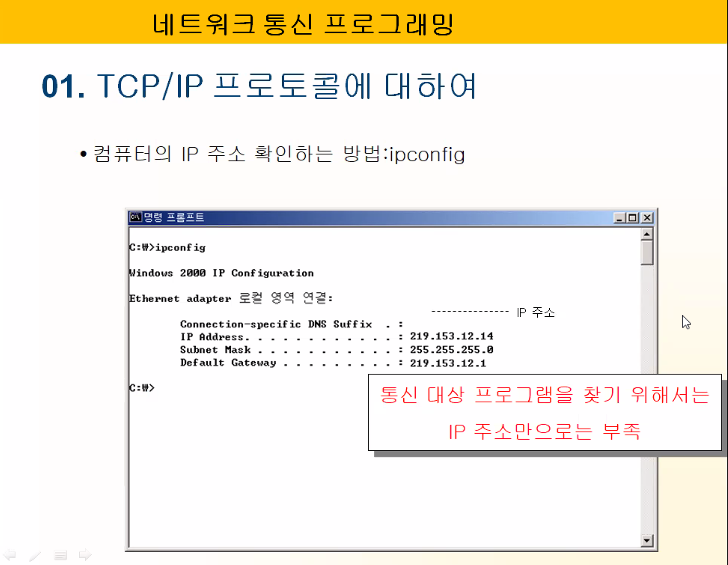 네트워크 통신 프로그래밍
01. TCP/IP 프로토콜에 대하여
• 컴퓨터의 IP 주소 확인하는 방법:ipconfig
명령 프롬프트
C:₩>ipconfig
Windows 2000 IP Configuration
Ethernet adapter 로컬 영역 연결:
--------------- IP 주소
Connection-specific DNS Suffix . :
IP Address. . . . . . . . . . . . : 219.153.12.14
Subnet Mask . . . . . . . . . . . : 255.255.255.0
Default Gateway . . . . . . . . . : 219.153.12.1
C:₩>
통신 대상 프로그램을 찾기 위해서는
IP 주소만으로는 부족